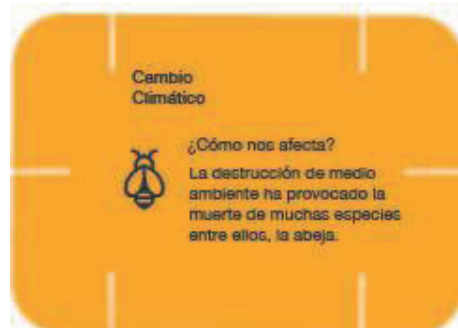 Cambio
Climático
¿Cómo nos afecta?
La destrucción de medio
ambiente ha provocado la
muerte de muchas especies
entre ellos, la abeja.